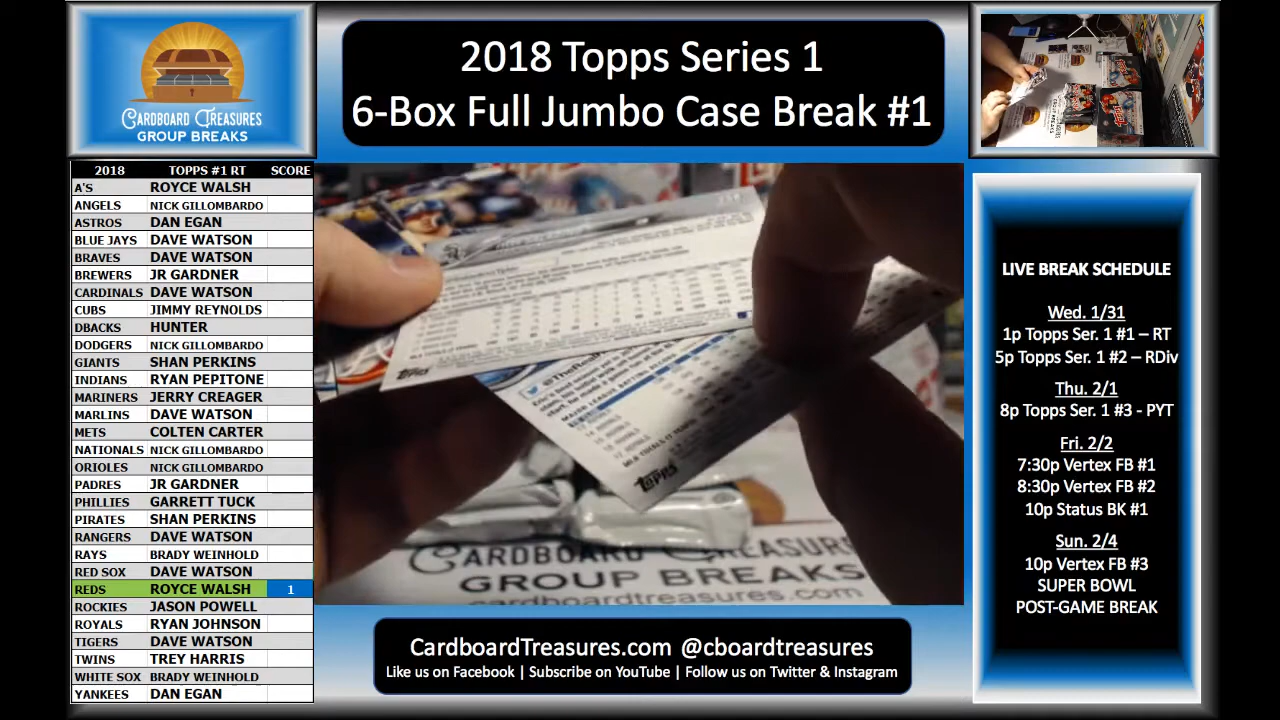 CARDBOARD TREASURES
GROUP BREAKS
2018 Topps Series 1
6-Box Full Jumbo Case Break #1
2018 TOPPS #1 RT SCORE
A'S ROYCE WALSH
ANGELS NICK GILLOMBARDO
ASTROS DAN EGAN
BLUE JAYS DAVE WATSON
BRAVES DAVE WATSON
BREWERS JR GARDNER
CARDINALS DAVE WATSON
CUBS JIMMY REYNOLDS
DBACKS HUNTER
DODGERS NICK GILLOMBARDO
GIANTS SHAN PERKINS
INDIANS RYAN PEPITONE
MARINERS JERRY CREAGER
MARLINS DAVE WATSON
METS COLTEN CARTER
NATIONALS NICK GILLOMBARDO
ORIOLES NICK GILLOMBARDO
PADRES JR GARDNER
PHILLIES GARRETT TUCK
PIRATES SHAN PERKINS
RANGERS DAVE WATSON
RAYS BRADY WEINHOLD
RED SOX DAVE WATSON
REDS ROYCE WALSH 1
ROCKIES JASON POWELL
ROYALS RYAN JOHNSON
TIGERS DAVE WATSON
TWINS TREY HARRIS
WHITE SOX BRADY WEINHOLD
YANKEES DAN EGAN
Topps
MAJOR LEAGUE
Topps
CARDBOARD TREASURES
GROUP BREAKS
cardboardtreasures.com
CardboardTreasures.com @cboardtreasures
Like us on Facebook | Subscribe on YouTube | Follow us on Twitter & Instagram
LIVE BREAK SCHEDULE
Wed. 1/31
1p Topps Ser. 1 #1 – RT
5p Topps Ser. 1 #2 – RDiv
Thu. 2/1
8p Topps Ser. 1 #3 - PYT
Fri. 2/2
7:30p Vertex FB #1
8:30p Vertex FB #2
10p Status BK #1
Sun. 2/4
10p Vertex FB #3
SUPER BOWL
POST-GAME BREAK